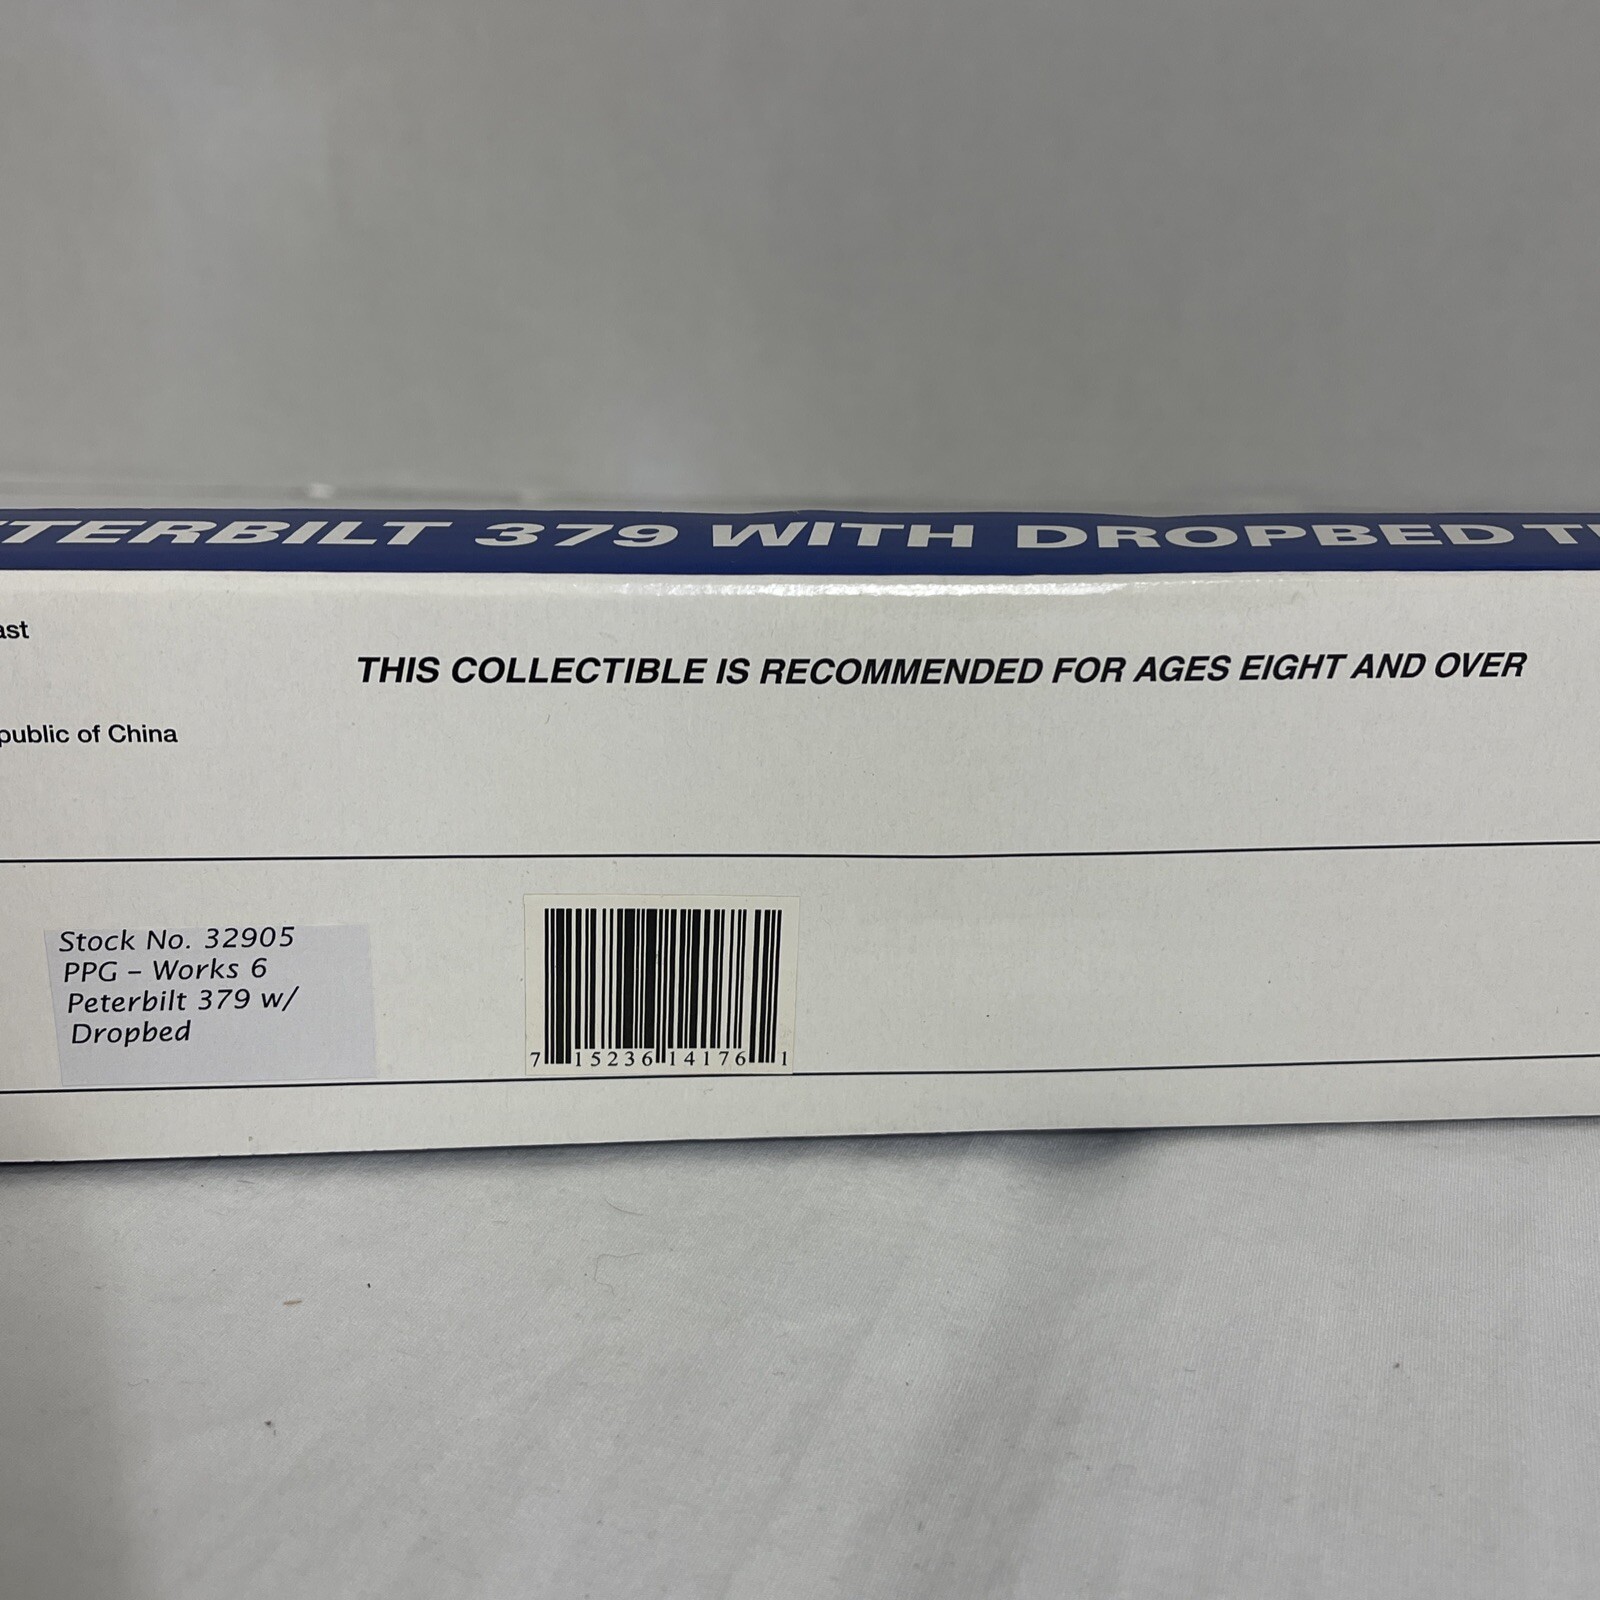 TERBILT 379 WITH DROPBED T
ast
THIS COLLECTIBLE IS RECOMMENDED FOR AGES EIGHT AND OVER
public of China
Stock No. 32905
PPG – Works 6
Peterbilt 379 w/
Dropbed
7 15236 14176 1